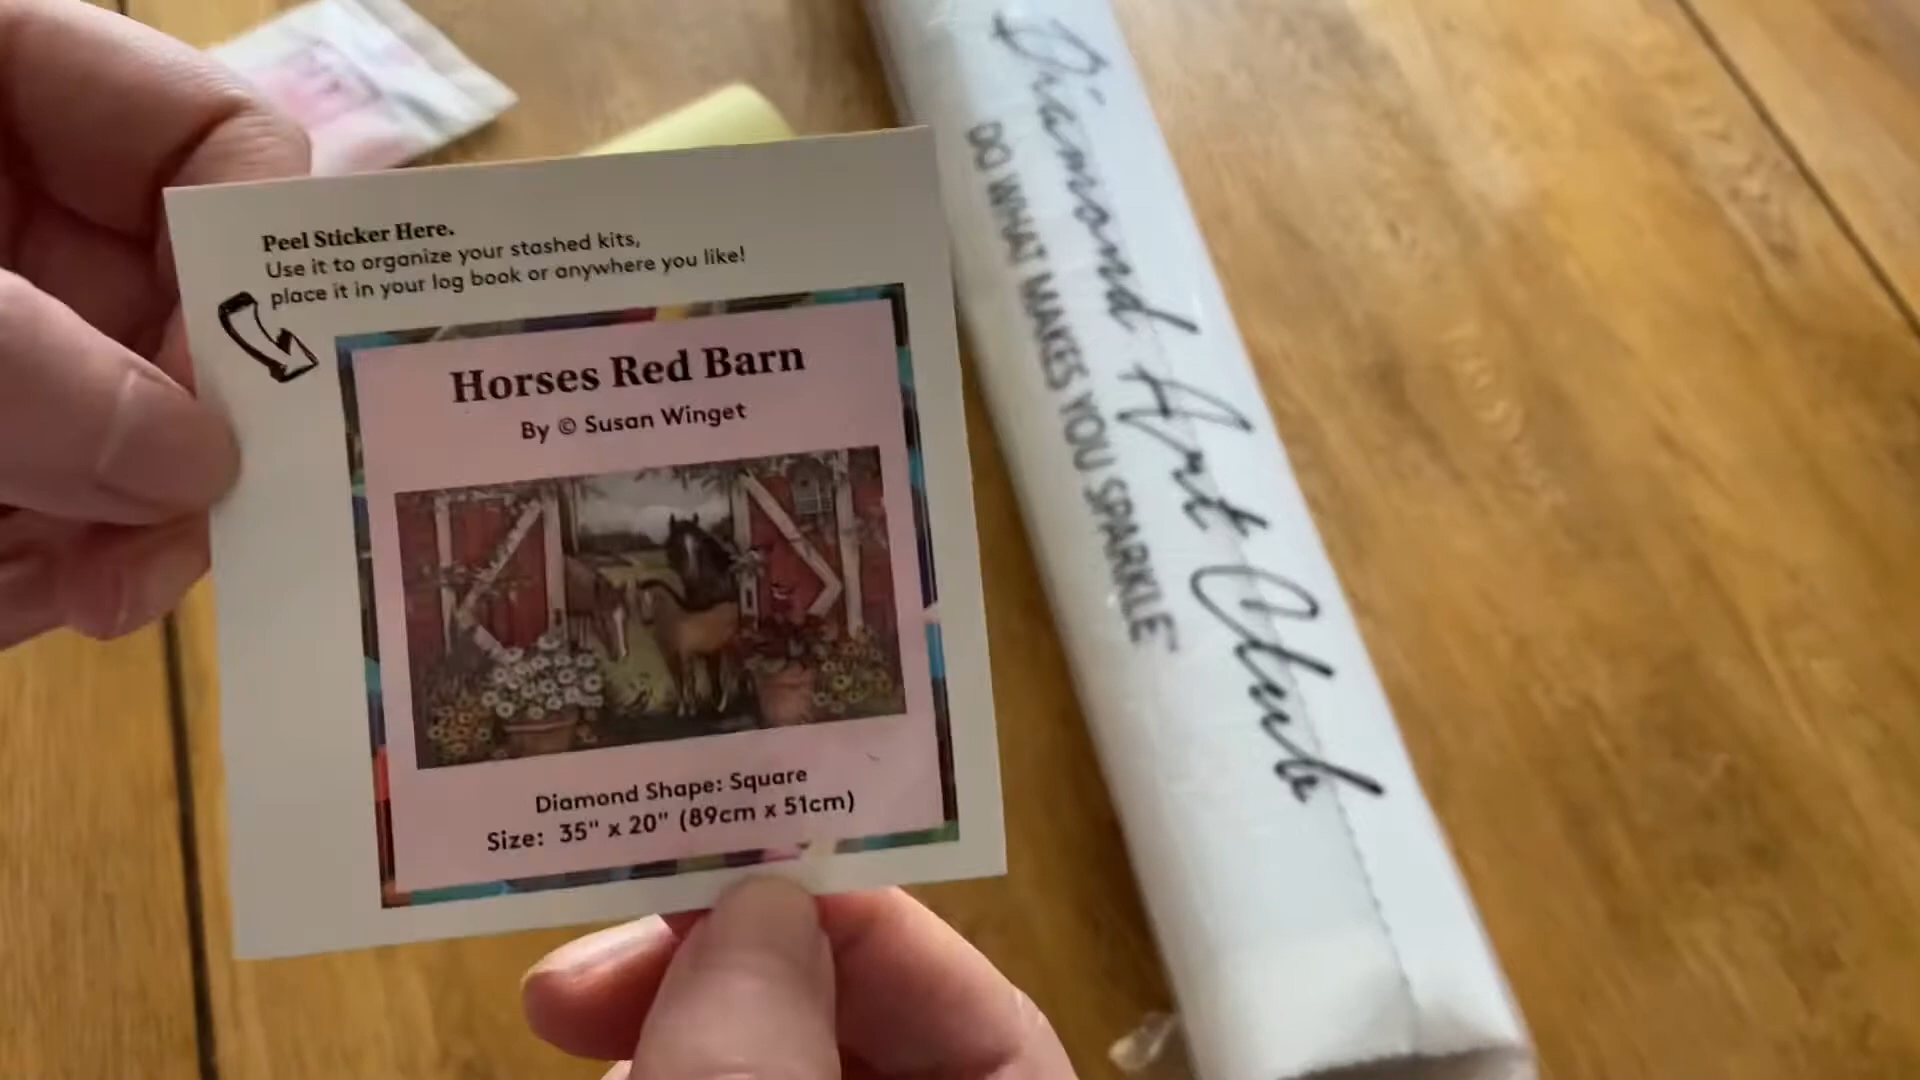 Peel Sticker Here.
Use it to organize your stashed kits,
place it in your log book or anywhere you like!
Horses Red Barn
By © Susan Winget
Diamond Shape: Square
Size: 35" x 20" (89cm x 51cm)
Diamond Art Club
DO WHAT MAKES YOU SPARKLE™